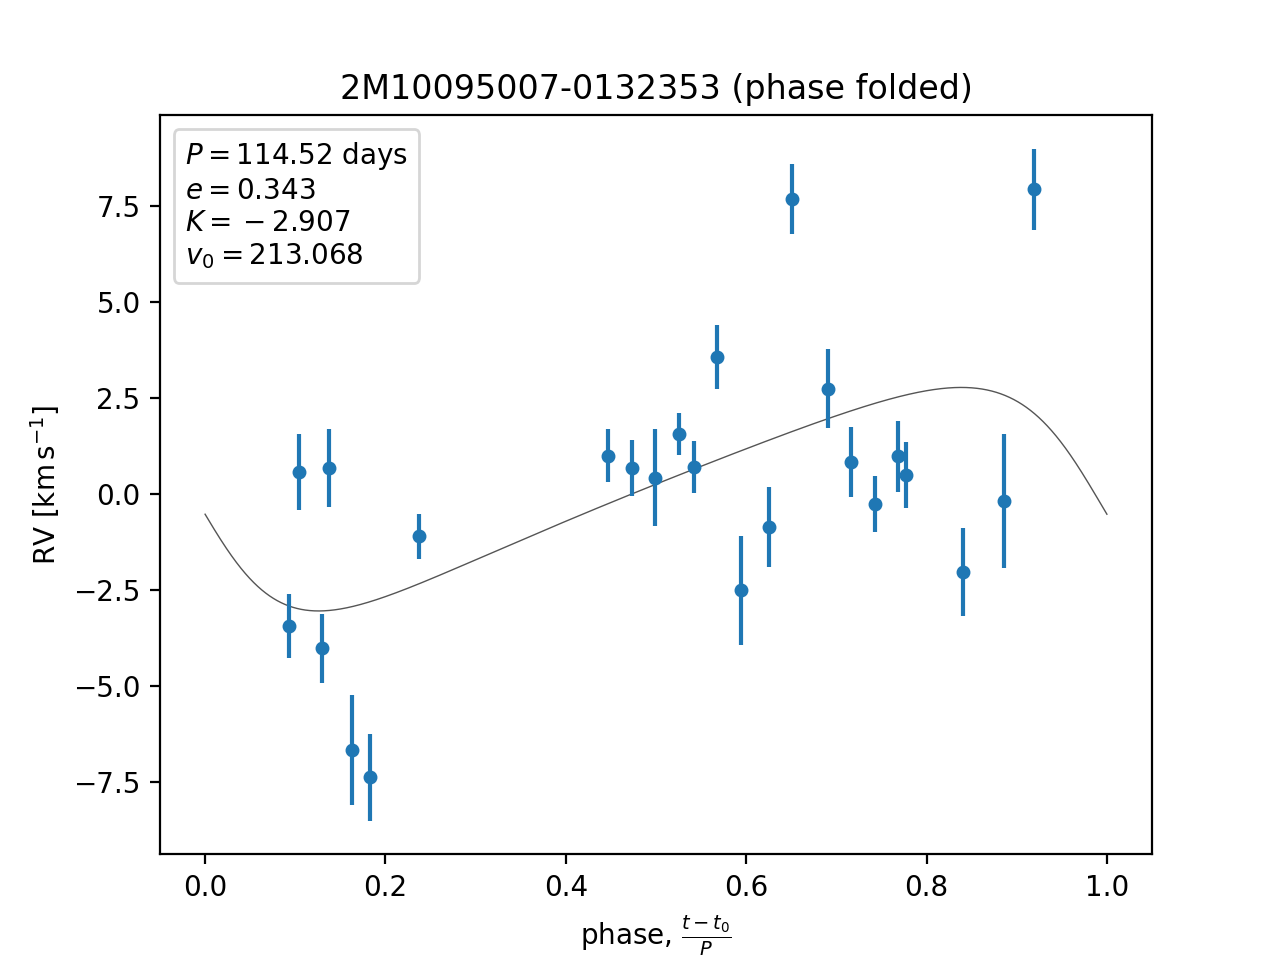 2M10095007-0132353 (phase folded)
P = 114.52 days
e = 0.343
K = −2.907
v₀ = 213.068
7.5
5.0
2.5
0.0
−2.5
−5.0
−7.5
RV [km s⁻¹]
0.0 0.2 0.4 0.6 0.8 1.0
phase, (t − t₀)/P